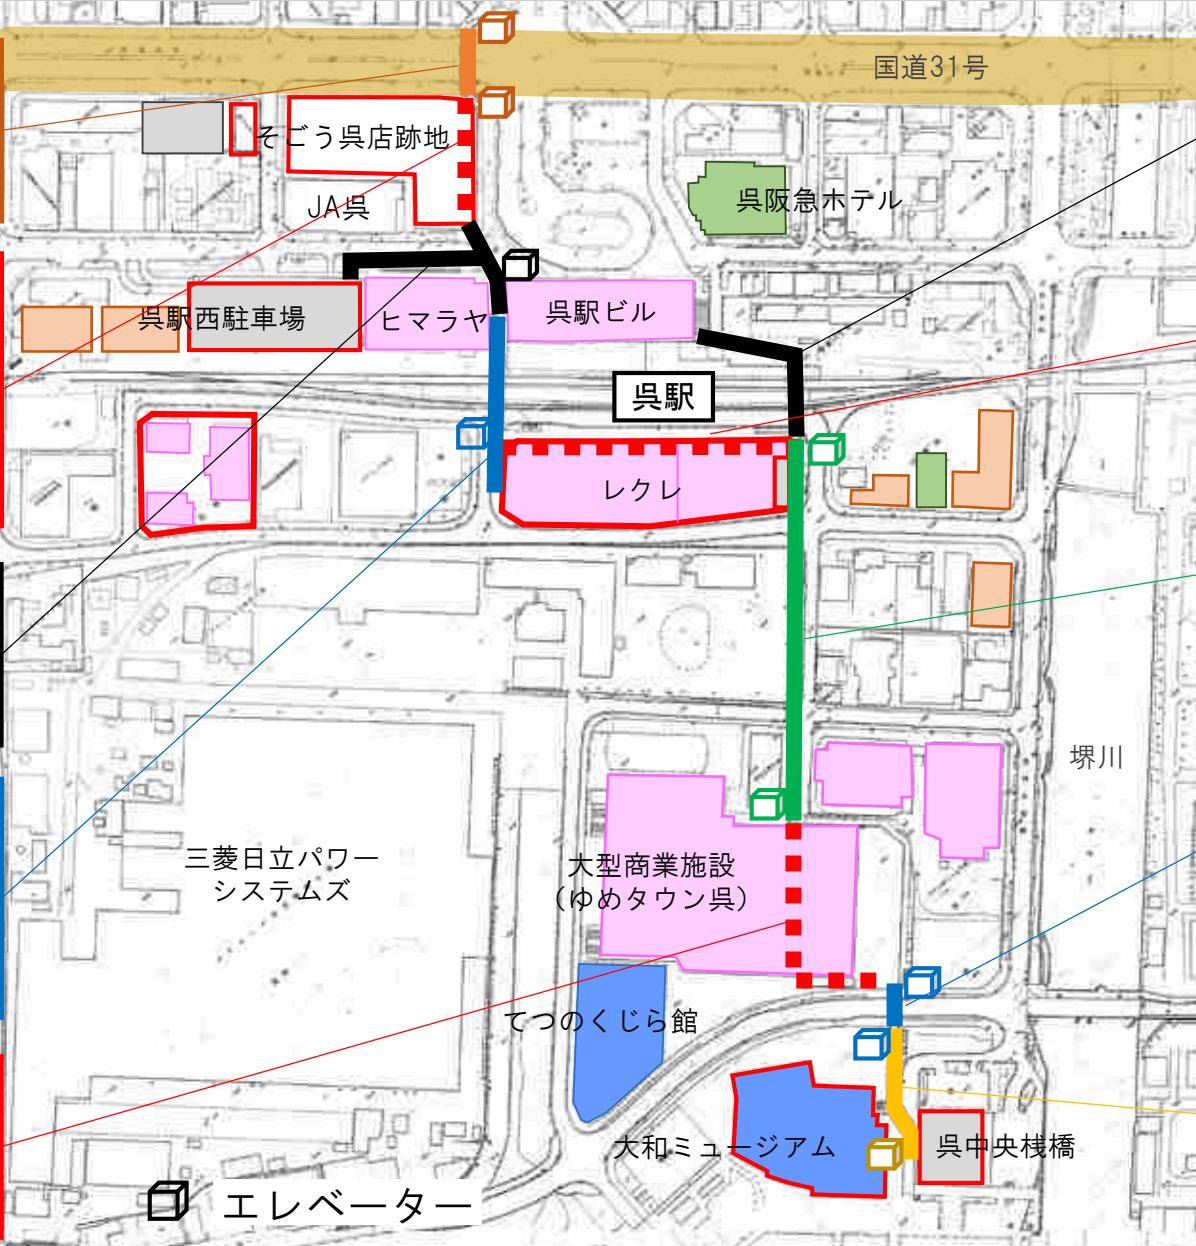 国道31号
そごう呉店跡地
JA呉
呉阪急ホテル
呉駅西駐車場
ヒマラヤ
呉駅ビル
呉駅
レクレ
堺川
三菱日立パワー
システムズ
大型商業施設
(ゆめタウン呉)
てつのくじら館
大和ミュージアム
呉中央桟橋
エレベーター